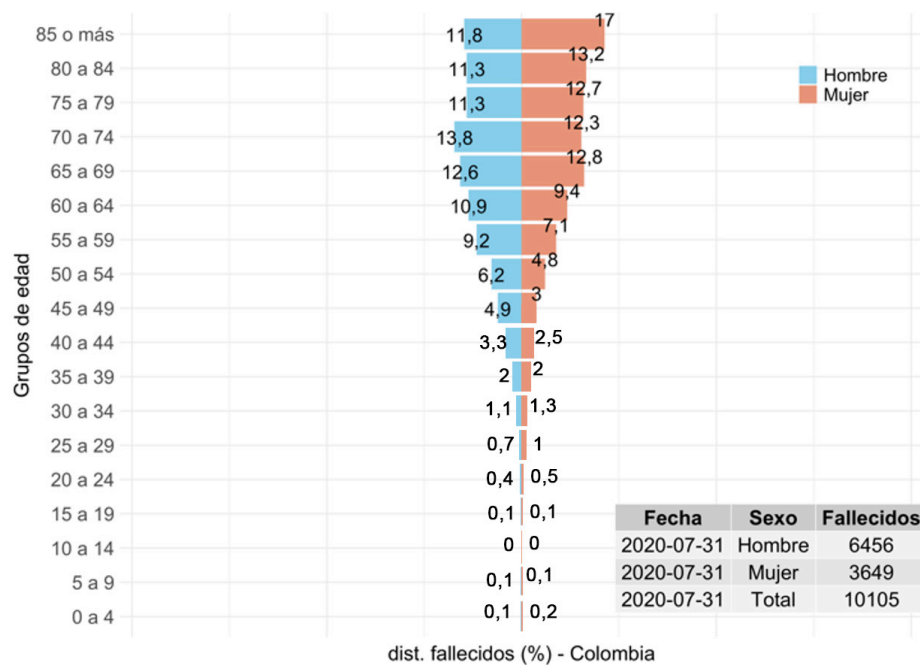 85 o más 11,8 17
80 a 84 11,3 13,2
75 a 79 11,3 12,7
70 a 74 13,8 12,3
65 a 69 12,6 12,8
60 a 64 10,9 9,4
55 a 59 9,2 7,1
50 a 54 6,2 4,8
45 a 49 4,9 3
40 a 44 3,3 2,5
35 a 39 2 2
30 a 34 1,1 1,3
25 a 29 0,7 1
20 a 24 0,4 0,5
15 a 19 0,1 0,1
10 a 14 0 0
5 a 9 0,1 0,1
0 a 4 0,1 0,2
Grupos de edad
dist. fallecidos (%) - Colombia
Hombre
Mujer
Fecha Sexo Fallecidos
2020-07-31 Hombre 6456
2020-07-31 Mujer 3649
2020-07-31 Total 10105